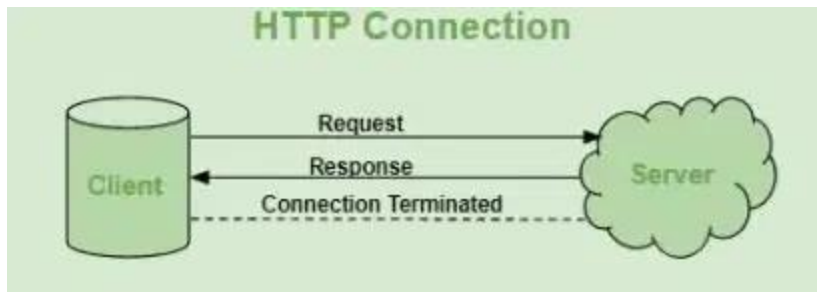 HTTP Connection
Request
Response
Client
Server
Connection Terminated